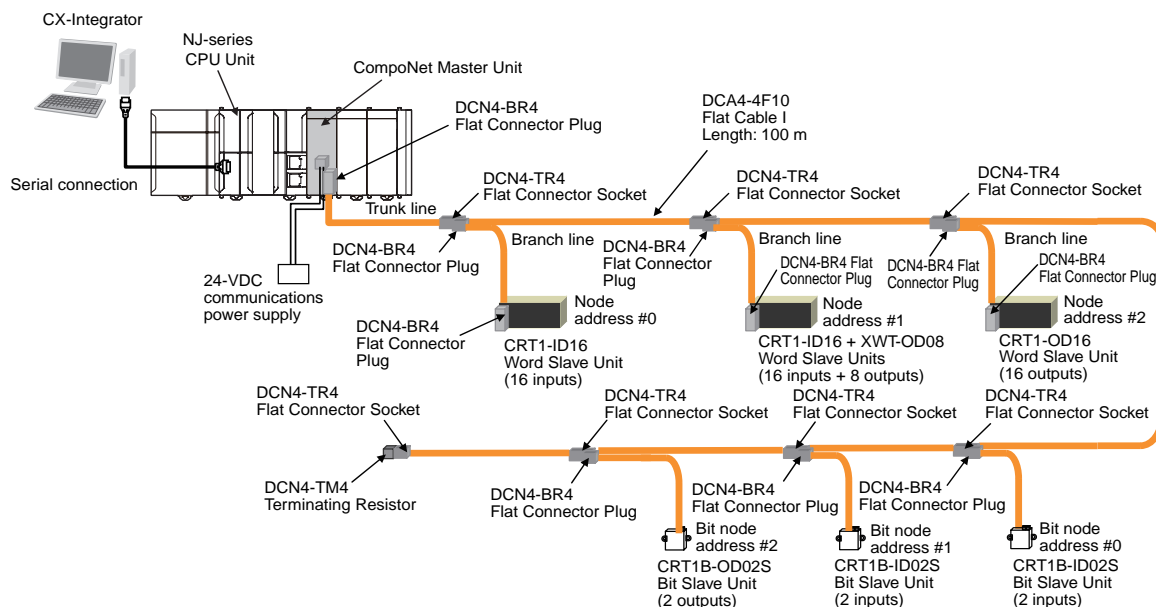 CX-Integrator
NJ-series
CPU Unit
CompoNet Master Unit
DCN4-BR4
Flat Connector Plug
DCA4-4F10
Flat Cable I
Length: 100 m
Serial connection
Trunk line
DCN4-TR4
Flat Connector Socket
DCN4-TR4
Flat Connector Socket
DCN4-TR4
Flat Connector Socket
DCN4-BR4
Flat Connector Plug
Branch line
DCN4-BR4
Flat Connector
Plug
Branch line
DCN4-BR4 Flat
Connector Plug
DCN4-BR4 Flat
Connector Plug
Branch line
DCN4-BR4
Flat Connector Plug
24-VDC
communications
power supply
DCN4-BR4
Flat Connector
Plug
Node
address #0
CRT1-ID16
Word Slave Unit
(16 inputs)
Node
address #1
CRT1-ID16 + XWT-OD08
Word Slave Units
(16 inputs + 8 outputs)
Node
address #2
CRT1-OD16
Word Slave Unit
(16 outputs)
DCN4-TR4
Flat Connector Socket
DCN4-TR4
Flat Connector Socket
DCN4-TR4
Flat Connector Socket
DCN4-TR4
Flat Connector Socket
DCN4-TM4
Terminating Resistor
DCN4-BR4
Flat Connector Plug
DCN4-BR4
Flat Connector Plug
DCN4-BR4
Flat Connector Plug
Bit node
address #2
CRT1B-OD02S
Bit Slave Unit
(2 outputs)
Bit node
address #1
CRT1B-ID02S
Bit Slave Unit
(2 inputs)
Bit node
address #0
CRT1B-ID02S
Bit Slave Unit
(2 inputs)